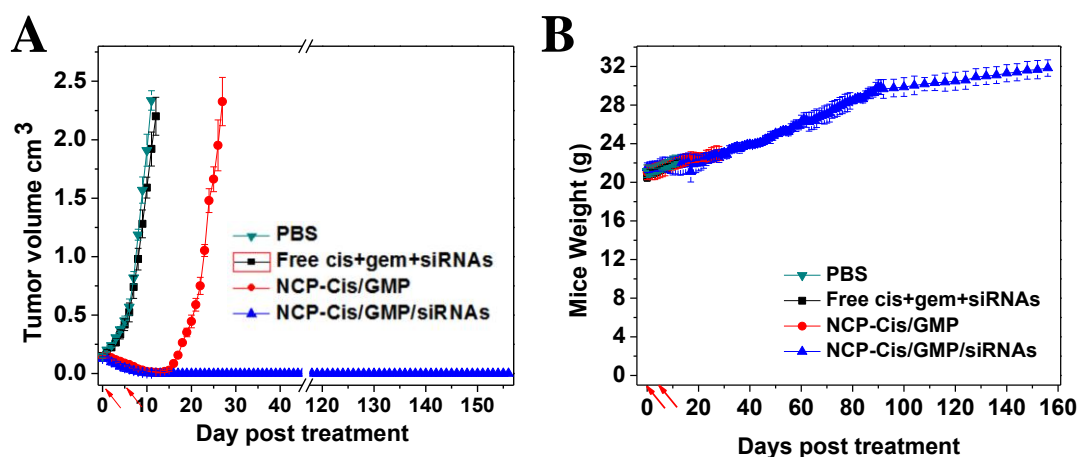 A
Tumor volume cm 3
2.5
2.0
1.5
1.0
0.5
0.0
PBS
Free cis+gem+siRNAs
NCP-Cis/GMP
NCP-Cis/GMP/siRNAs
0 10 20 30 40 120 130 140 150
Day post treatment
B
Mice Weight (g)
32
28
24
20
16
12
8
4
0
PBS
Free cis+gem+siRNAs
NCP-Cis/GMP
NCP-Cis/GMP/siRNAs
0 20 40 60 80 100 120 140 160
Days post treatment